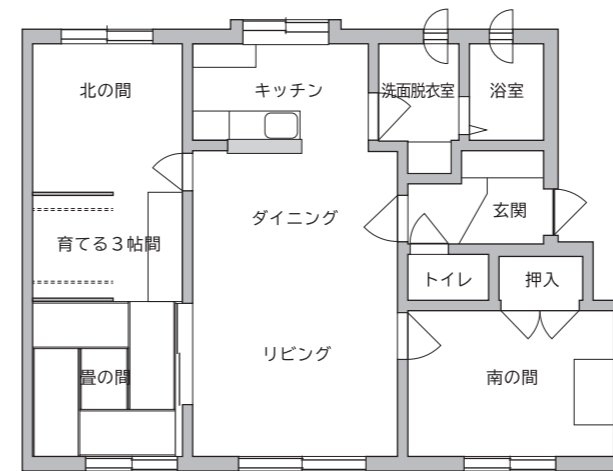 北の間
キッチン
洗面脱衣室
浴室
育てる３帖間
ダイニング
玄関
トイレ
押入
畳の間
リビング
南の間